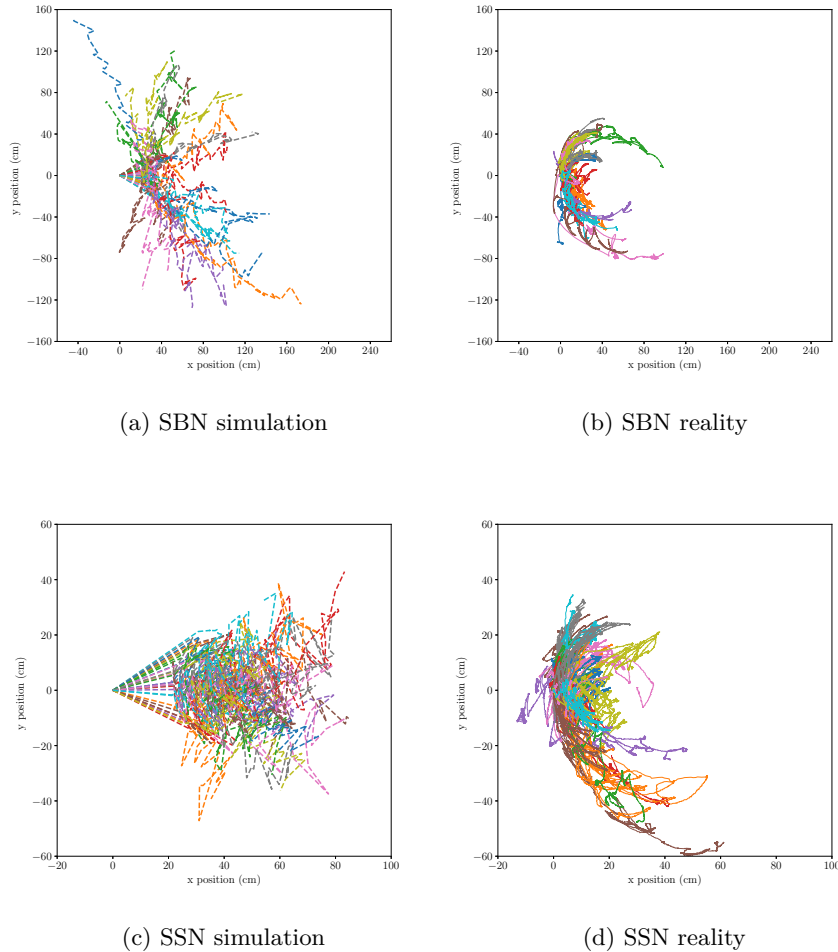 160
120
80
40
0
−40
−80
−120
−160
−40 0 40 80 120 160 200 240
x position (cm)
y position (cm)
(a) SBN simulation
160
120
80
40
0
−40
−80
−120
−160
−40 0 40 80 120 160 200 240
x position (cm)
y position (cm)
(b) SBN reality
60
40
20
0
−20
−40
−60
−20 0 20 40 60 80 100
x position (cm)
y position (cm)
(c) SSN simulation
60
40
20
0
−20
−40
−60
−20 0 20 40 60 80 100
x position (cm)
y position (cm)
(d) SSN reality